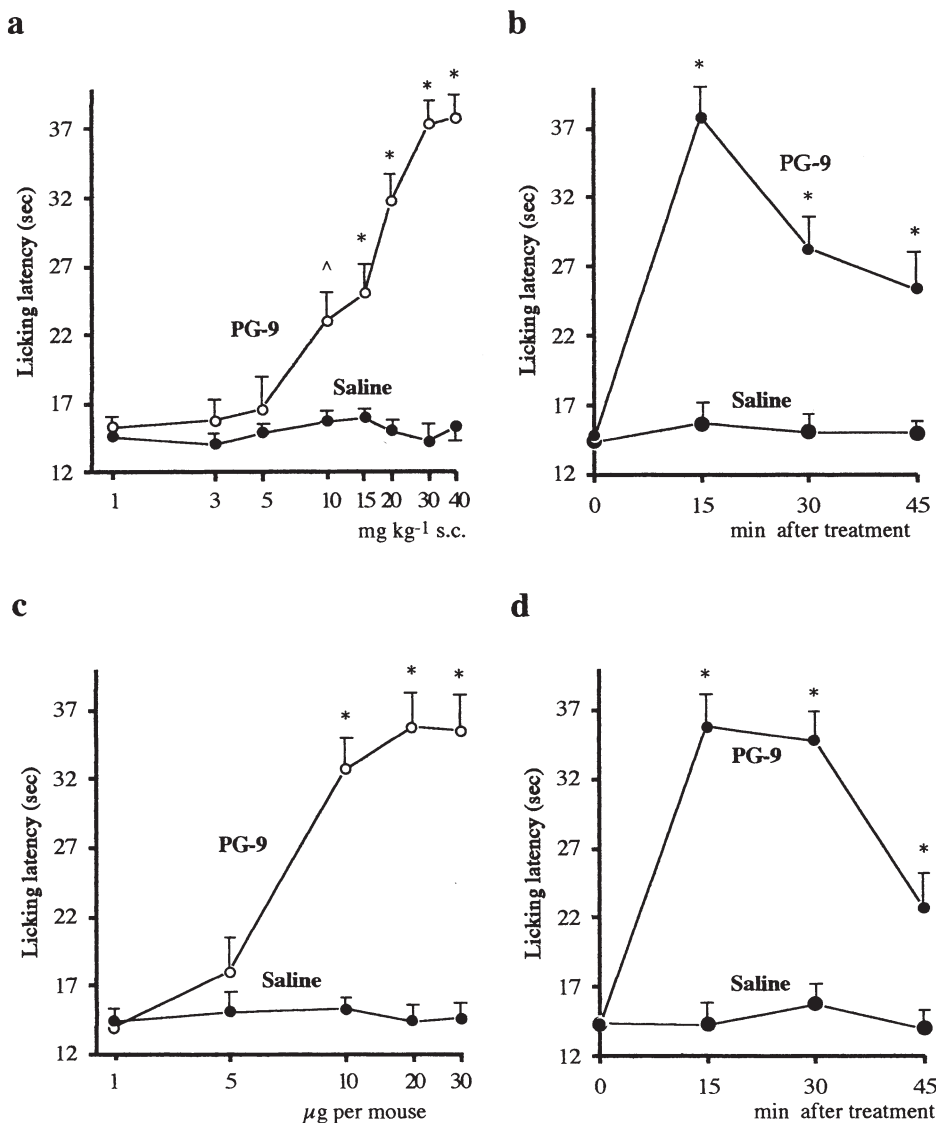 a
*
*
37
*
32
Licking latency (sec)
^
*
27
PG-9
22
Saline
17
12
1 3 5 10 15 20 30 40
mg kg-1 s.c.
b
*
37
PG-9
*
32
*
Licking latency (sec)
27
22
Saline
17
12
0 15 30 45
min after treatment
c
*
*
37
*
32
Licking latency (sec)
27
PG-9
22
Saline
17
12
1 5 10 20 30
µg per mouse
d
*
*
37
PG-9
32
Licking latency (sec)
27
*
22
Saline
17
12
0 15 30 45
min after treatment